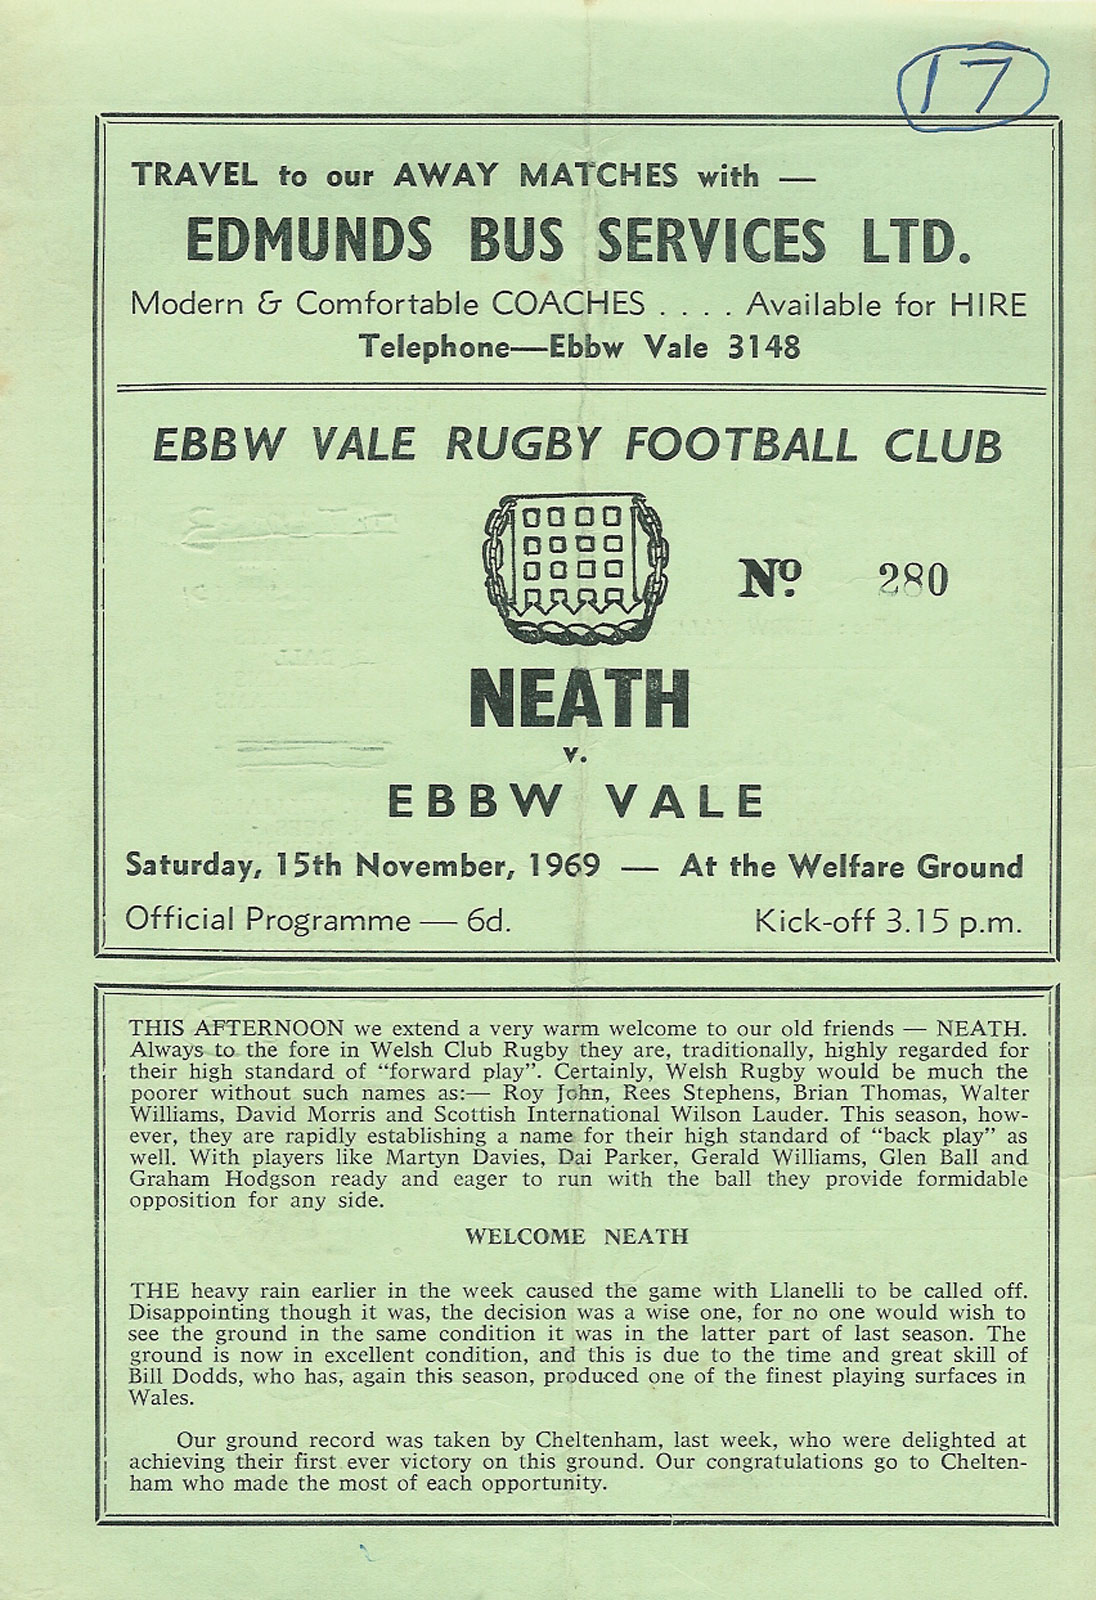 17
TRAVEL to our AWAY MATCHES with —
EDMUNDS BUS SERVICES LTD.
Modern & Comfortable COACHES . . . . Available for HIRE
Telephone—Ebbw Vale 3148
EBBW VALE RUGBY FOOTBALL CLUB
No. 280
NEATH
v.
EBBW VALE
Saturday, 15th November, 1969 — At the Welfare Ground
Official Programme — 6d. Kick-off 3.15 p.m.
THIS AFTERNOON we extend a very warm welcome to our old friends — NEATH.
Always to the fore in Welsh Club Rugby they are, traditionally, highly regarded for
their high standard of “forward play”. Certainly, Welsh Rugby would be much the
poorer without such names as:— Roy John, Rees Stephens, Brian Thomas, Walter
Williams, David Morris and Scottish International Wilson Lauder. This season, how-
ever, they are rapidly establishing a name for their high standard of “back play” as
well. With players like Martyn Davies, Dai Parker, Gerald Williams, Glen Ball and
Graham Hodgson ready and eager to run with the ball they provide formidable
opposition for any side.
WELCOME NEATH
THE heavy rain earlier in the week caused the game with Llanelli to be called off.
Disappointing though it was, the decision was a wise one, for no one would wish to
see the ground in the same condition it was in the latter part of last season. The
ground is now in excellent condition, and this is due to the time and great skill of
Bill Dodds, who has, again this season, produced one of the finest playing surfaces in
Wales.
Our ground record was taken by Cheltenham, last week, who were delighted at
achieving their first ever victory on this ground. Our congratulations go to Chelten-
ham who made the most of each opportunity.